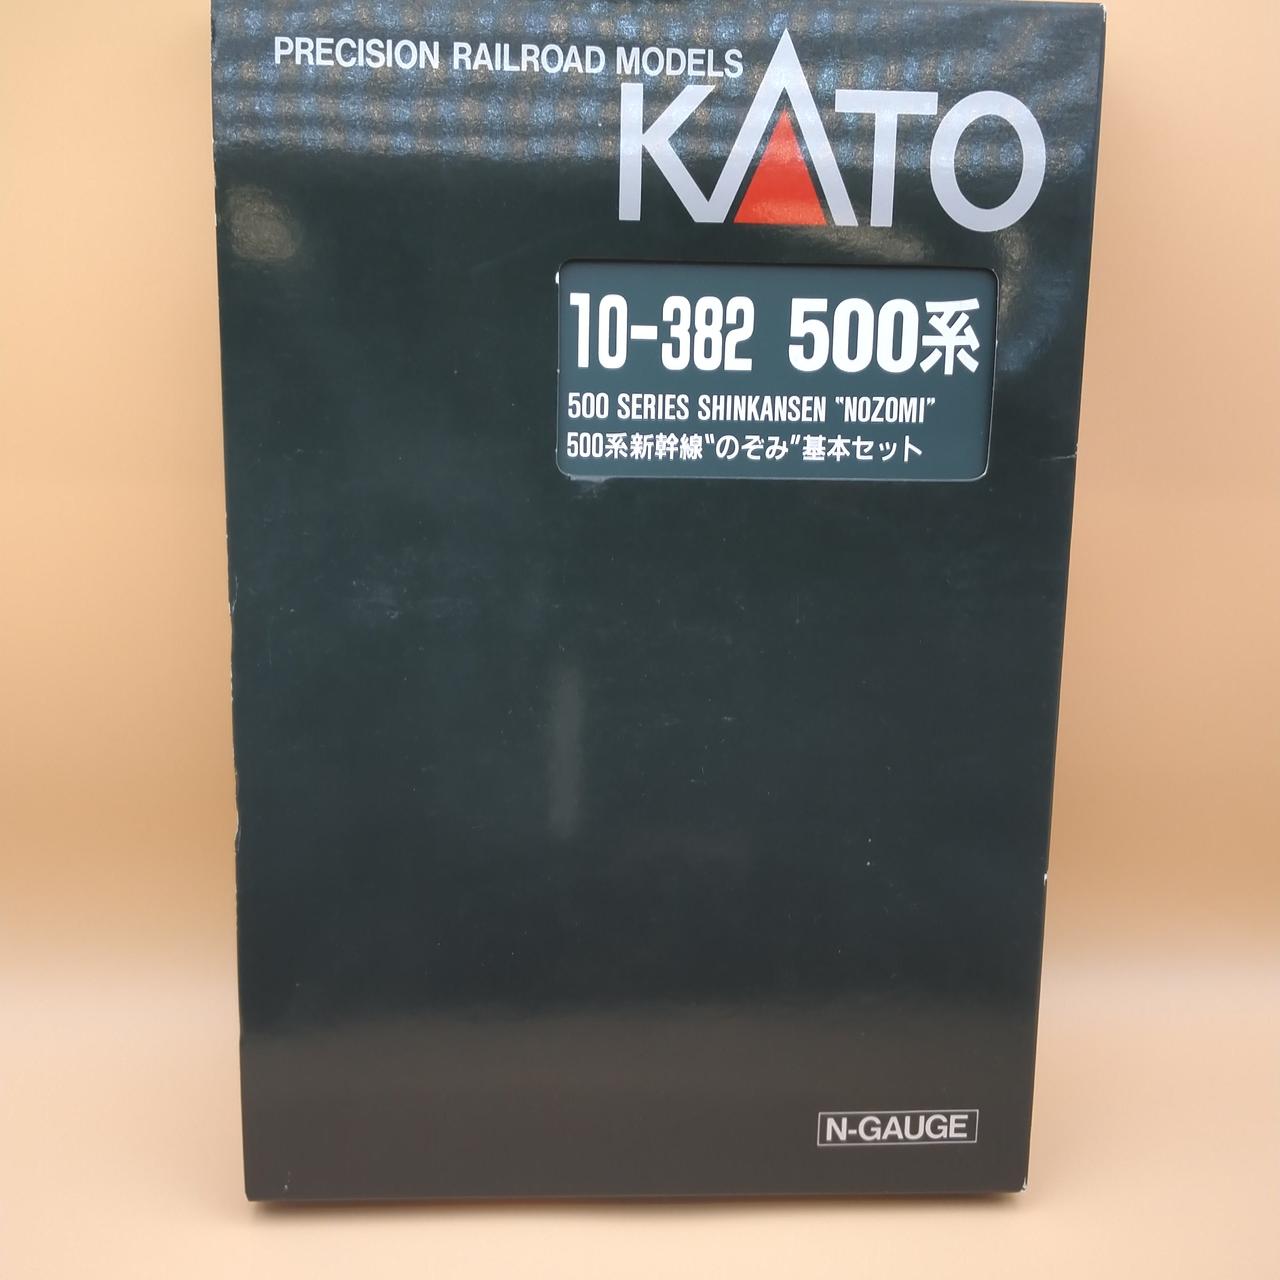 PRECISION RAILROAD MODELS
KATO
10-382 500系
500 SERIES SHINKANSEN “NOZOMI”
500系新幹線“のぞみ”基本セット
N-GAUGE